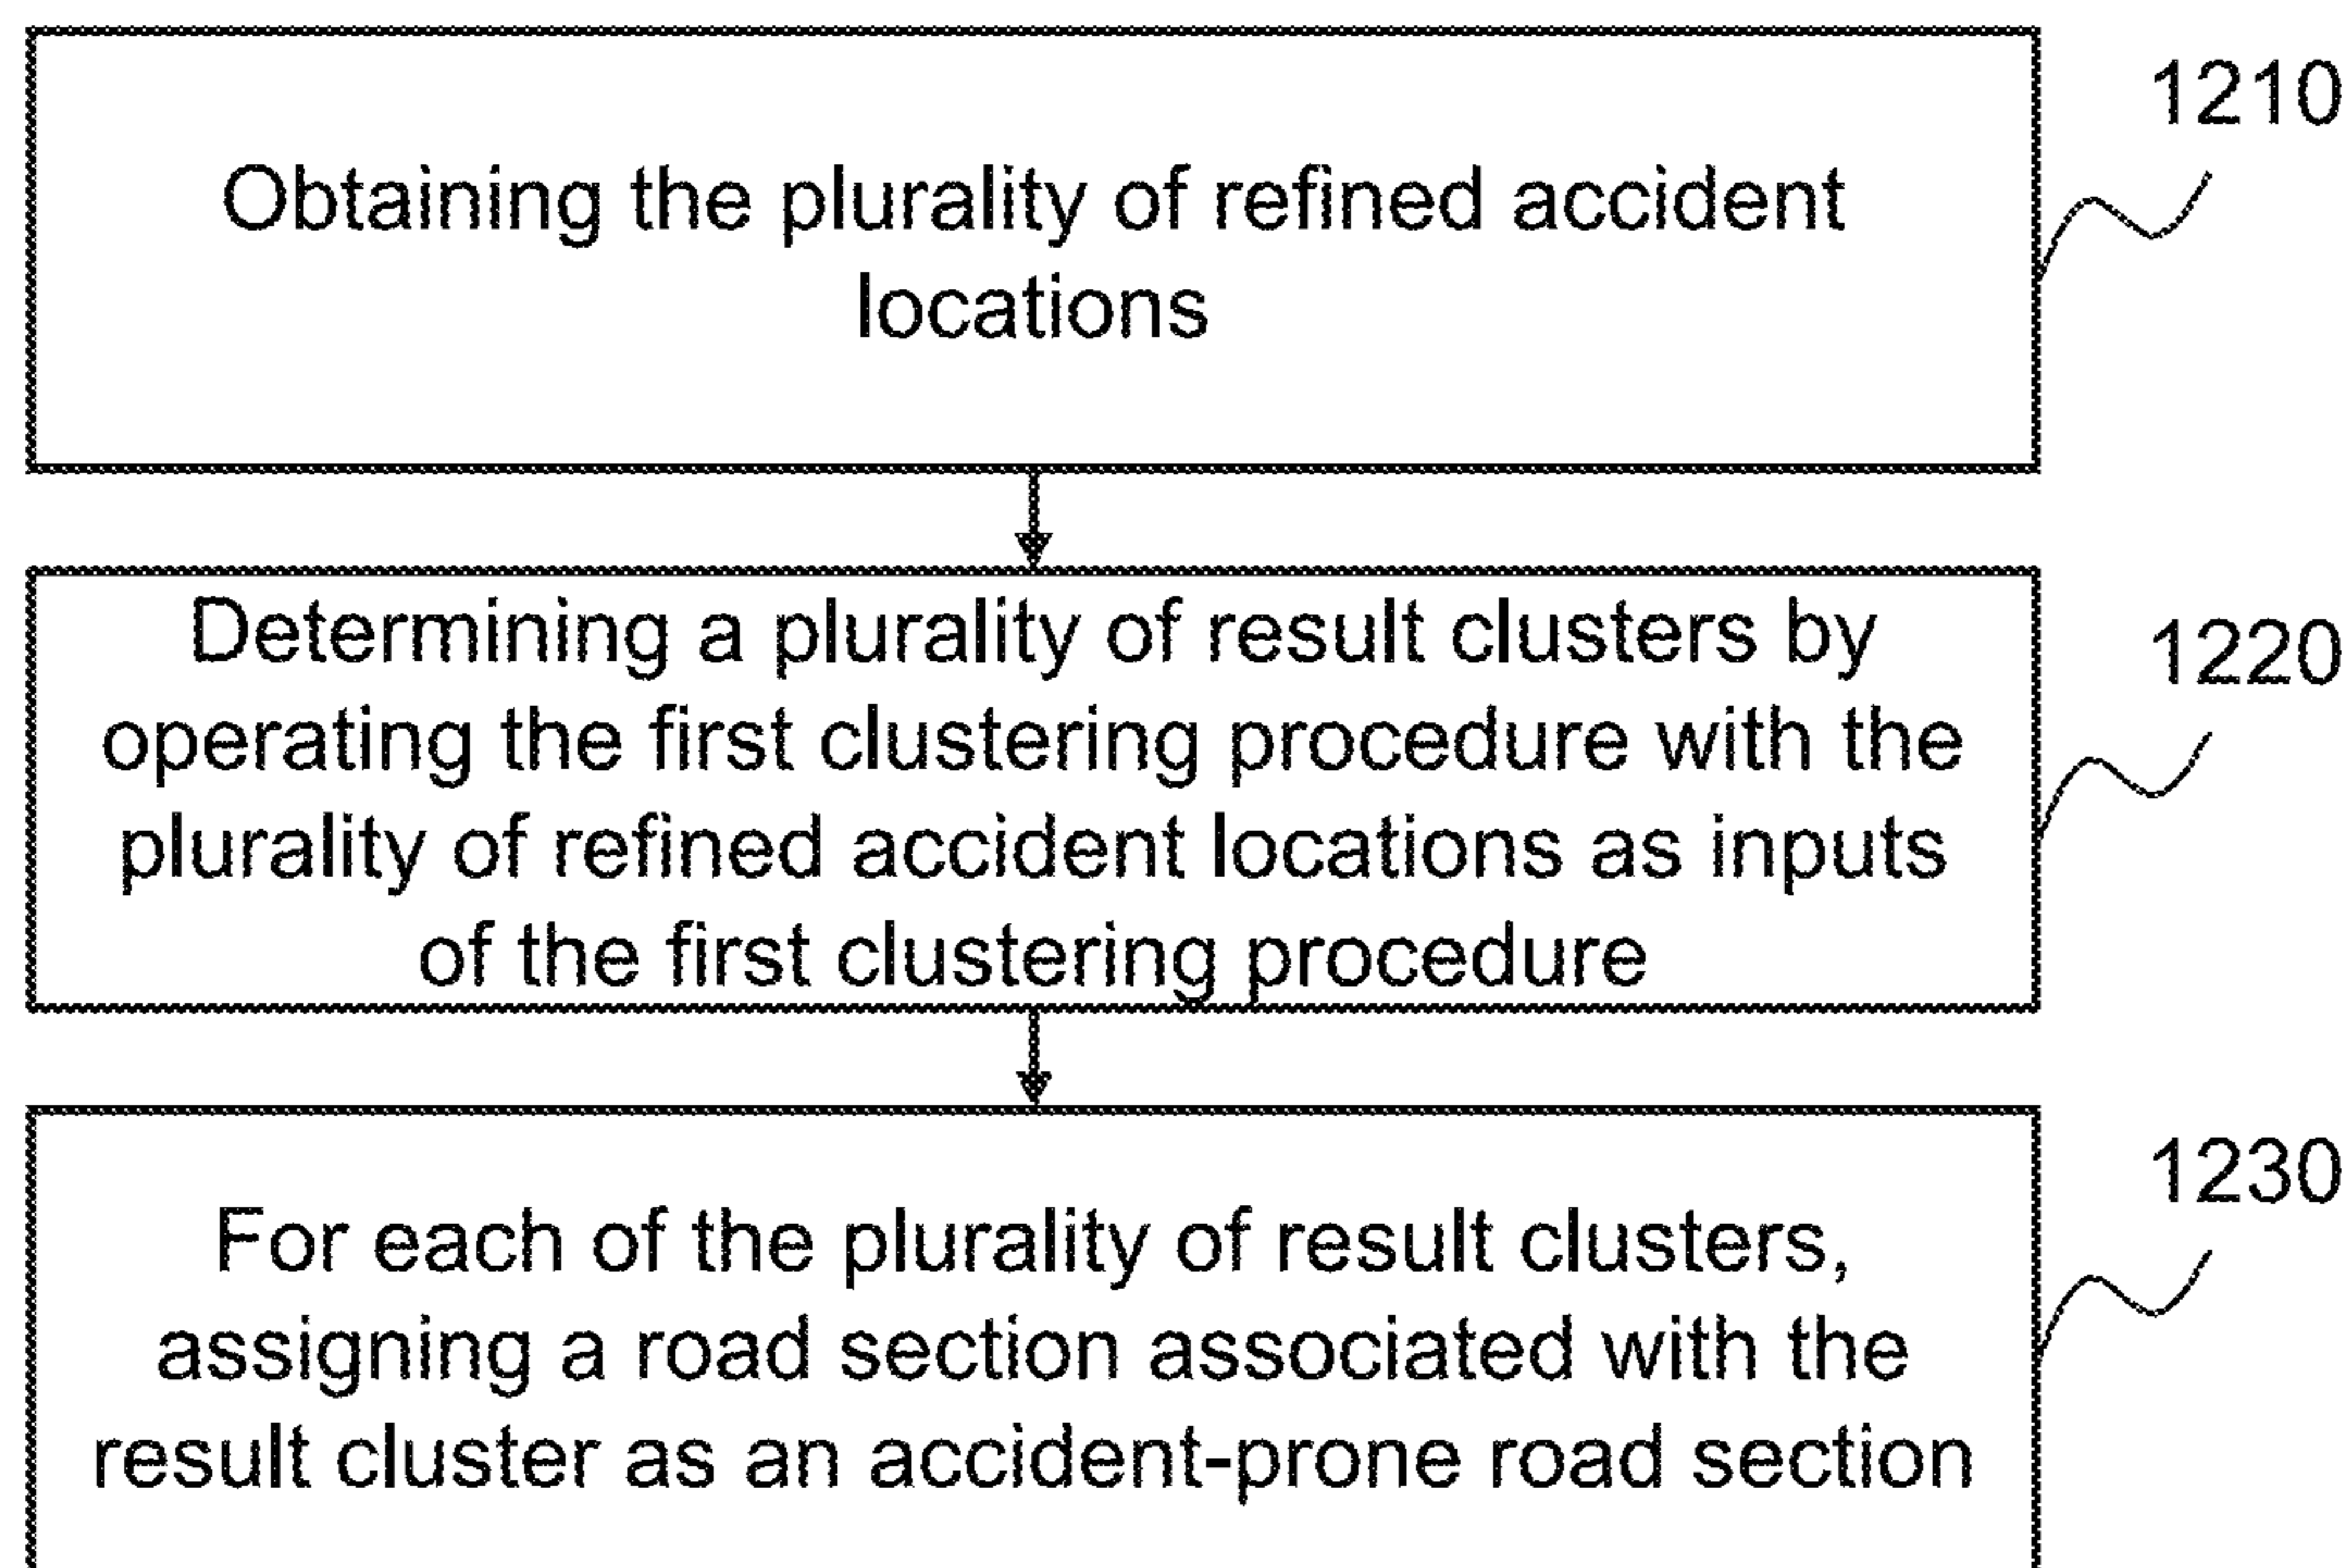 1210
Obtaining the plurality of refined accident
locations
1220
Determining a plurality of result clusters by
operating the first clustering procedure with the
plurality of refined accident locations as inputs
of the first clustering procedure
1230
For each of the plurality of result clusters,
assigning a road section associated with the
result cluster as an accident-prone road section